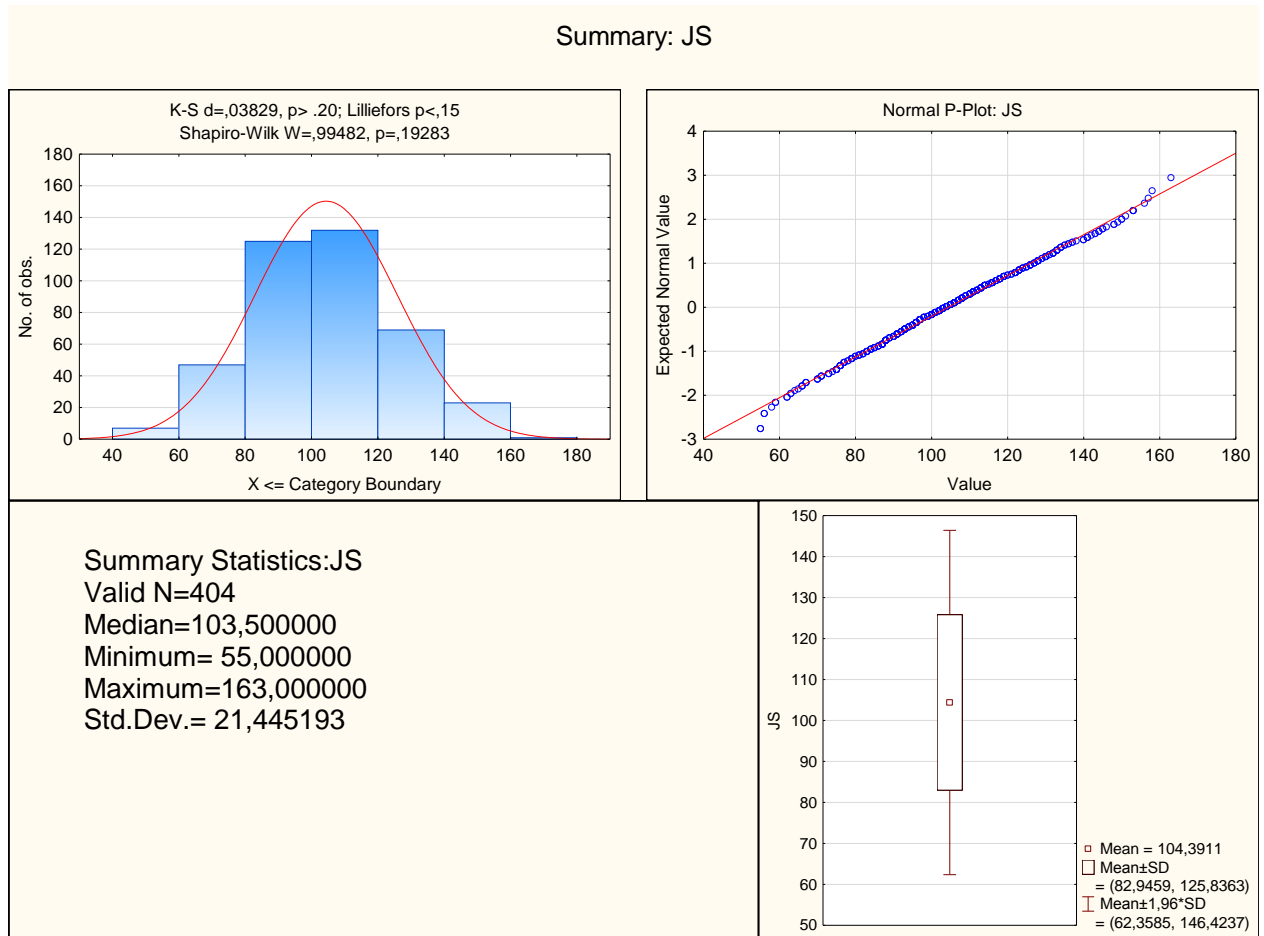 Summary: JS
K-S d=,03829, p> .20; Lilliefors p<,15
Shapiro-Wilk W=,99482, p=,19283
180
160
140
120
100
80
60
40
20
0
No. of obs.
40 60 80 100 120 140 160 180
X <= Category Boundary
Normal P-Plot: JS
4
3
2
1
0
-1
-2
-3
Expected Normal Value
40 60 80 100 120 140 160 180
Value
Summary Statistics:JS
Valid N=404
Median=103,500000
Minimum= 55,000000
Maximum=163,000000
Std.Dev.= 21,445193
150
140
130
120
110
100
90
80
70
60
50
JS
Mean = 104,3911
Mean±SD
= (82,9459, 125,8363)
Mean±1,96*SD
= (62,3585, 146,4237)